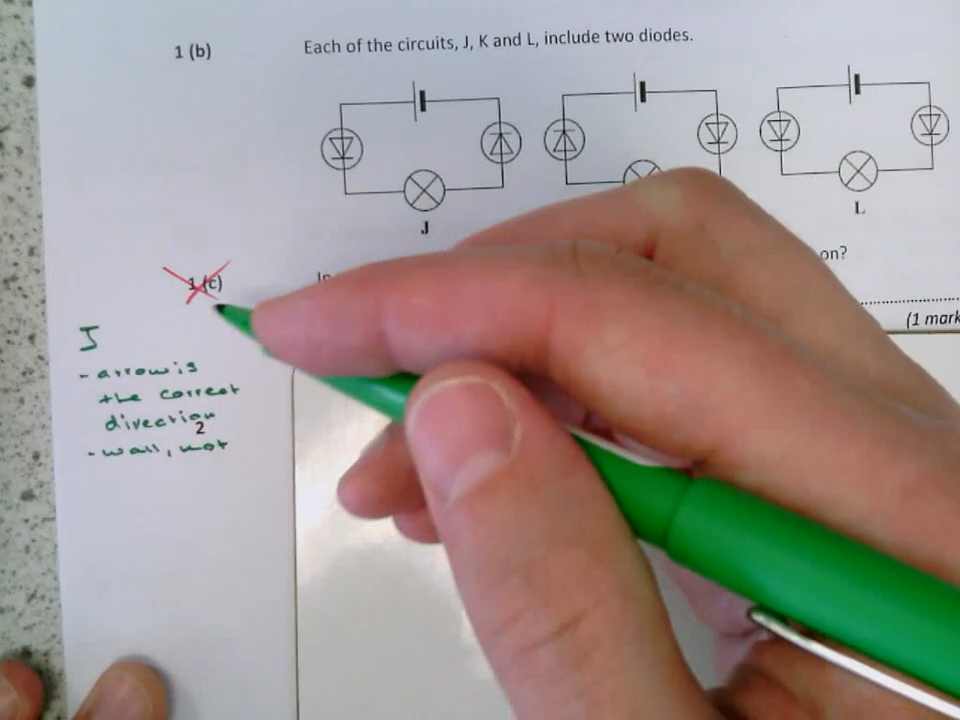 1 (b)
Each of the circuits, J, K and L, include two diodes.
J
L
on?
1 (c)
In
(1 mark
J
- arrow is
the correct
direction
2
- wall, not